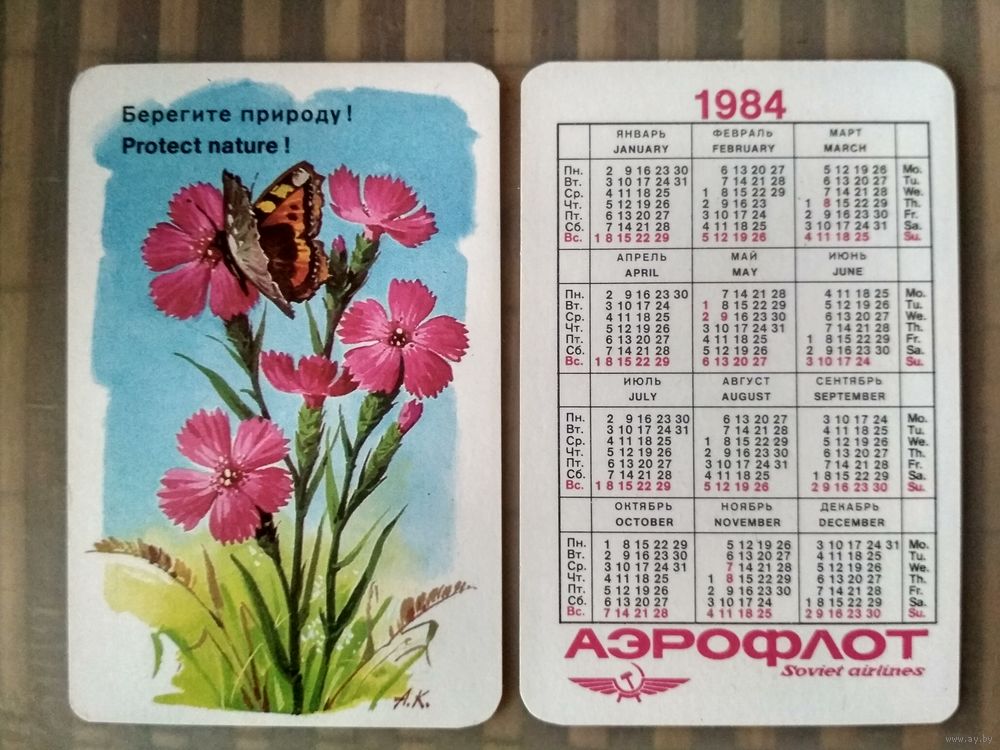 Берегите природу!
Protect nature!
А.К.
1984
ЯНВАРЬ ФЕВРАЛЬ МАРТ
JANUARY FEBRUARY MARCH
Пн. 2 9 16 23 30 6 13 20 27 5 12 19 26 Mo.
Вт. 3 10 17 24 31 7 14 21 28 6 13 20 27 Tu.
Ср. 4 11 18 25 1 8 15 22 29 7 14 21 28 We.
Чт. 5 12 19 26 2 9 16 23 1 8 15 22 29 Th.
Пт. 6 13 20 27 3 10 17 24 2 9 16 23 30 Fr.
Сб. 7 14 21 28 4 11 18 25 3 10 17 24 31 Sa.
Вс. 1 8 15 22 29 5 12 19 26 4 11 18 25 Su.
АПРЕЛЬ МАЙ ИЮНЬ
APRIL MAY JUNE
Пн. 2 9 16 23 30 7 14 21 28 4 11 18 25 Mo.
Вт. 3 10 17 24 1 8 15 22 29 5 12 19 26 Tu.
Ср. 4 11 18 25 2 9 16 23 30 6 13 20 27 We.
Чт. 5 12 19 26 3 10 17 24 31 7 14 21 28 Th.
Пт. 6 13 20 27 4 11 18 25 1 8 15 22 29 Fr.
Сб. 7 14 21 28 5 12 19 26 2 9 16 23 30 Sa.
Вс. 1 8 15 22 29 6 13 20 27 3 10 17 24 Su.
ИЮЛЬ АВГУСТ СЕНТЯБРЬ
JULY AUGUST SEPTEMBER
Пн. 2 9 16 23 30 6 13 20 27 3 10 17 24 Mo.
Вт. 3 10 17 24 31 7 14 21 28 4 11 18 25 Tu.
Ср. 4 11 18 25 1 8 15 22 29 5 12 19 26 We.
Чт. 5 12 19 26 2 9 16 23 30 6 13 20 27 Th.
Пт. 6 13 20 27 3 10 17 24 31 7 14 21 28 Fr.
Сб. 7 14 21 28 4 11 18 25 1 8 15 22 29 Sa.
Вс. 1 8 15 22 29 5 12 19 26 2 9 16 23 30 Su.
ОКТЯБРЬ НОЯБРЬ ДЕКАБРЬ
OCTOBER NOVEMBER DECEMBER
Пн. 1 8 15 22 29 5 12 19 26 3 10 17 24 31 Mo.
Вт. 2 9 16 23 30 6 13 20 27 4 11 18 25 Tu.
Ср. 3 10 17 24 31 7 14 21 28 5 12 19 26 We.
Чт. 4 11 18 25 1 8 15 22 29 6 13 20 27 Th.
Пт. 5 12 19 26 2 9 16 23 30 7 14 21 28 Fr.
Сб. 6 13 20 27 3 10 17 24 1 8 15 22 29 Sa.
Вс. 7 14 21 28 4 11 18 25 2 9 16 23 30 Su.
АЭРОФЛОТ
Soviet airlines
www.ay.by